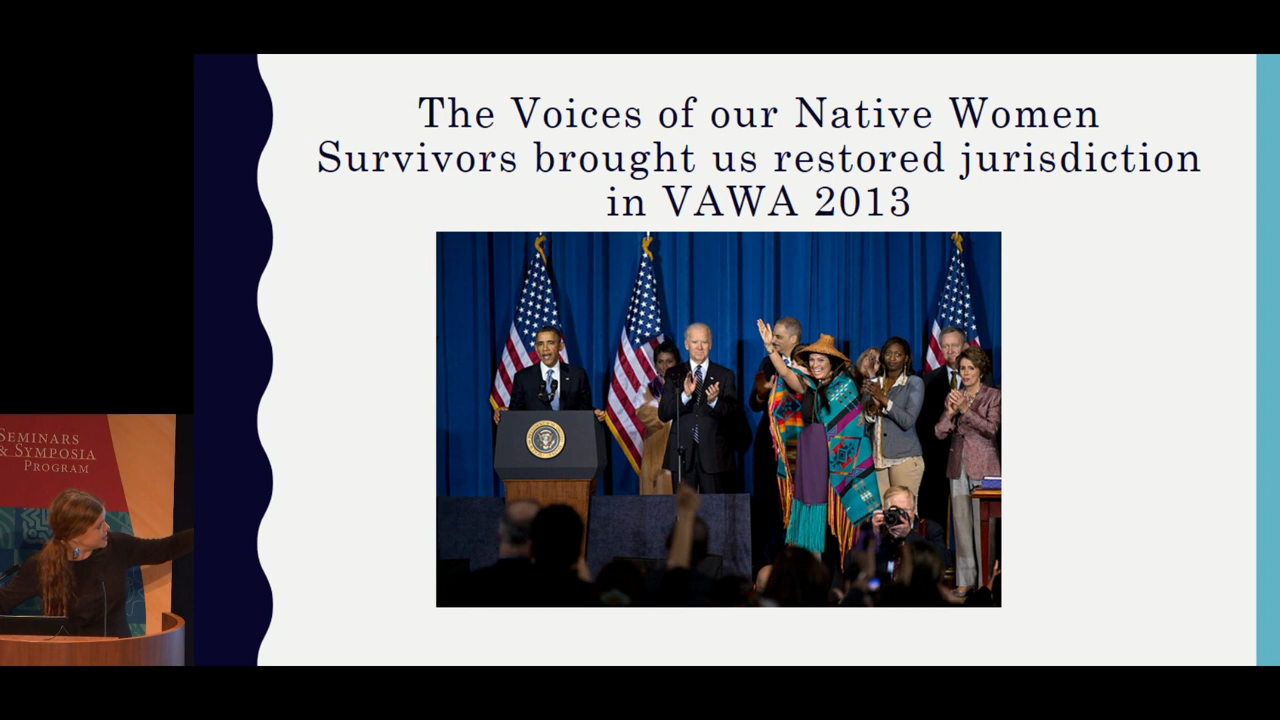 The Voices of our Native Women
Survivors brought us restored jurisdiction
in VAWA 2013
SEMINARS
& SYMPOSIA
PROGRAM